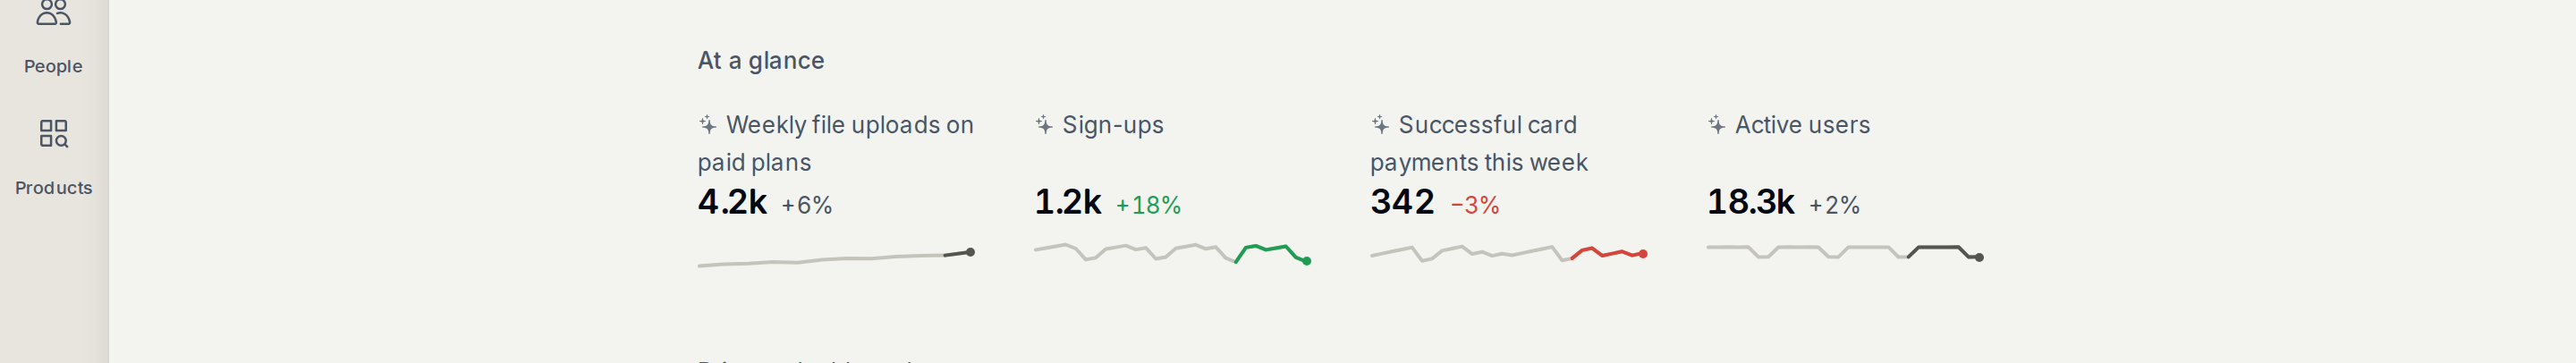 People
Products
At a glance
Weekly file uploads on
paid plans
4.2k +6%
Sign-ups
1.2k +18%
Successful card
payments this week
342 −3%
Active users
18.3k +2%